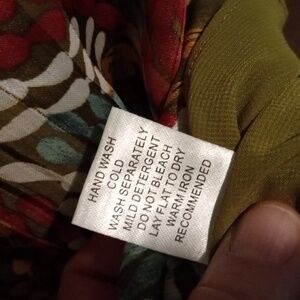 HAND WASH
COLD
WASH SEPARATELY
MILD DETERGENT
DO NOT BLEACH
LAY FLAT TO DRY
WARM IRON
RECOMMENDED